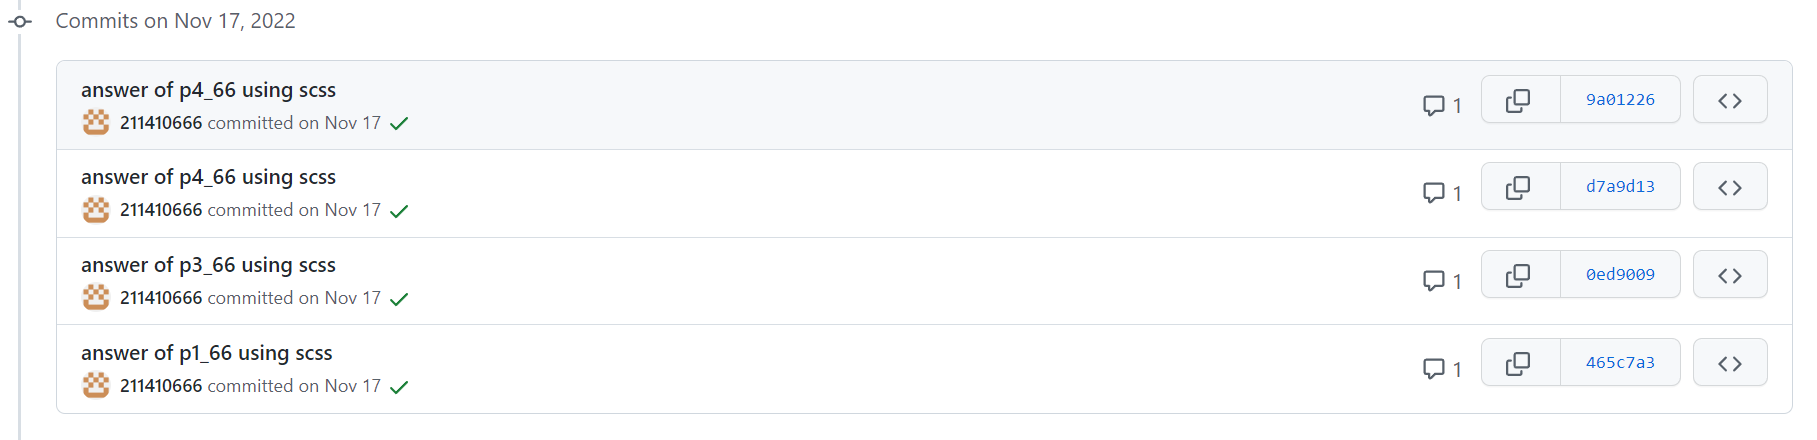 Commits on Nov 17, 2022
answer of p4_66 using scss
211410666 committed on Nov 17
1
9a01226
answer of p4_66 using scss
211410666 committed on Nov 17
1
d7a9d13
answer of p3_66 using scss
211410666 committed on Nov 17
1
0ed9009
answer of p1_66 using scss
211410666 committed on Nov 17
1
465c7a3